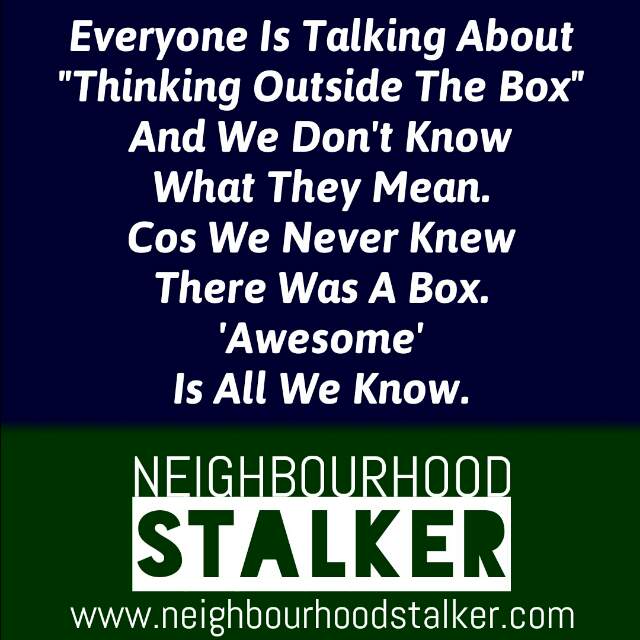 Everyone Is Talking About
"Thinking Outside The Box"
And We Don't Know
What They Mean.
Cos We Never Knew
There Was A Box.
'Awesome'
Is All We Know.
NEIGHBOURHOOD
STALKER
www.neighbourhoodstalker.com